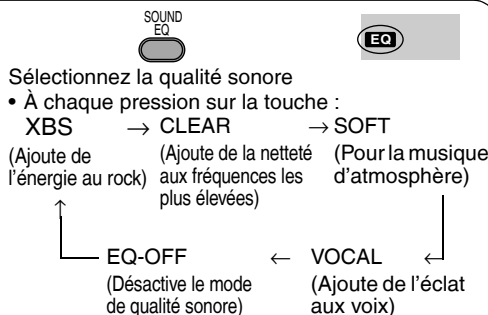 SOUND
EQ
EQ
Sélectionnez la qualité sonore
• À chaque pression sur la touche :
XBS → CLEAR → SOFT
(Ajoute de l'énergie au rock)
(Ajoute de la netteté aux fréquences les plus élevées)
(Pour la musique d'atmosphère)
↑
EQ-OFF ← VOCAL ←
(Désactive le mode de qualité sonore)
(Ajoute de l'éclat aux voix)